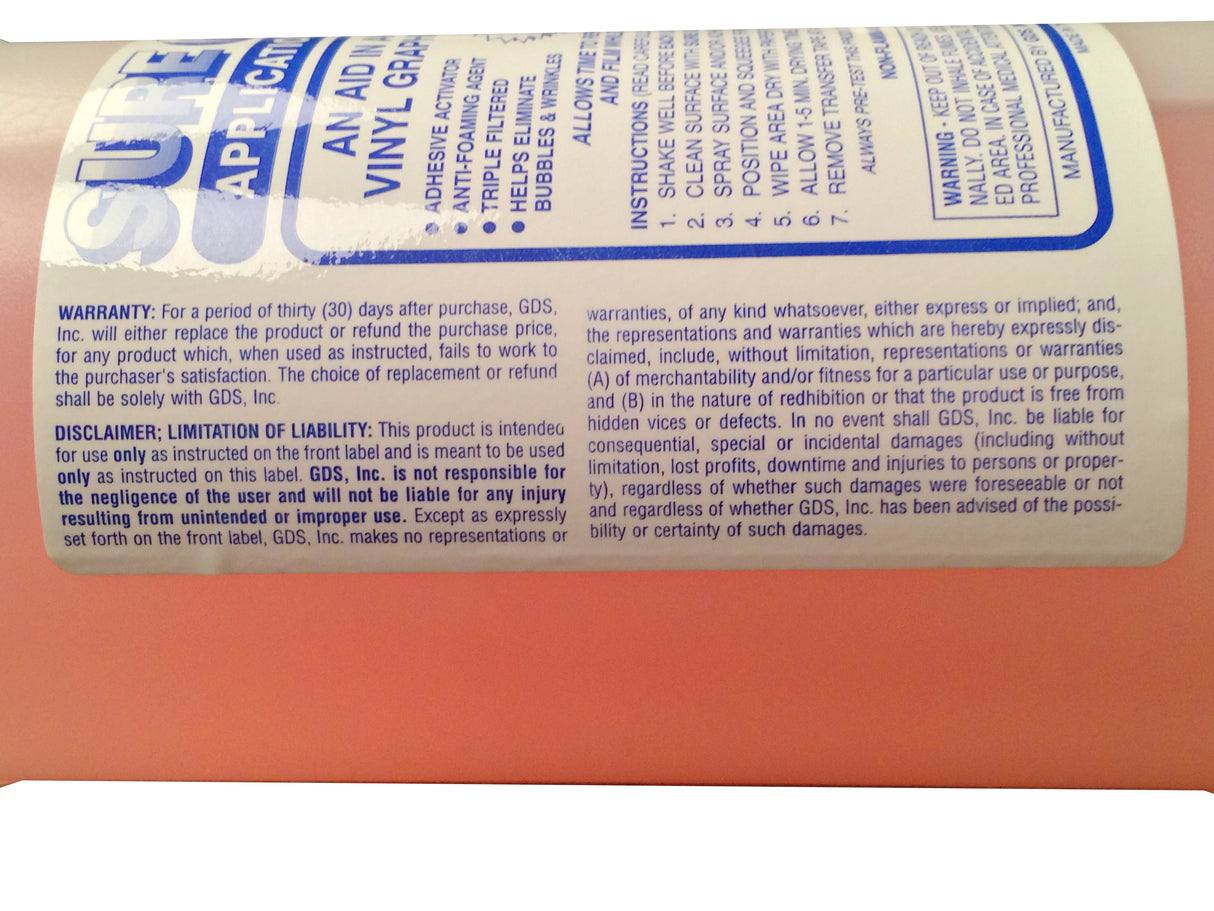 SURE
APPLICATIO
AN AID IN A
VINYL GRAPH
• ADHESIVE ACTIVATOR
• ANTI-FOAMING AGENT
• TRIPLE FILTERED
• HELPS ELIMINATE
BUBBLES & WRINKLES
ALLOWS TIME TO
AND FILM
INSTRUCTIONS (READ
1. SHAKE WELL BEFORE EACH
2. CLEAN SURFACE WITH
3. SPRAY SURFACE AND/OR
4. POSITION AND SQUEEGEE
5. WIPE AREA DRY WITH
6. ALLOW 1-5 MIN. DRYING TIME
7. REMOVE TRANSFER TAPE
ALWAYS PRE-TEST THIS
NON-FLAM
WARNING - KEEP OUT OF REACH
NALLY. DO NOT INHALE FUMES.
ED AREA. IN CASE OF ACCIDENTAL
PROFESSIONAL MEDICAL
MANUFACTURED BY GDS
MADE
WARRANTY: For a period of thirty (30) days after purchase, GDS,
Inc. will either replace the product or refund the purchase price,
for any product which, when used as instructed, fails to work to
the purchaser's satisfaction. The choice of replacement or refund
shall be solely with GDS, Inc.
DISCLAIMER; LIMITATION OF LIABILITY: This product is intended
for use only as instructed on the front label and is meant to be used
only as instructed on this label. GDS, Inc. is not responsible for
the negligence of the user and will not be liable for any injury
resulting from unintended or improper use. Except as expressly
set forth on the front label, GDS, Inc. makes no representations or
warranties, of any kind whatsoever, either express or implied; and,
the representations and warranties which are hereby expressly dis-
claimed, include, without limitation, representations or warranties
(A) of merchantability and/or fitness for a particular use or purpose,
and (B) in the nature of redhibition or that the product is free from
hidden vices or defects. In no event shall GDS, Inc. be liable for
consequential, special or incidental damages (including without
limitation, lost profits, downtime and injuries to persons or proper-
ty), regardless of whether such damages were foreseeable or not
and regardless of whether GDS, Inc. has been advised of the possi-
bility or certainty of such damages.